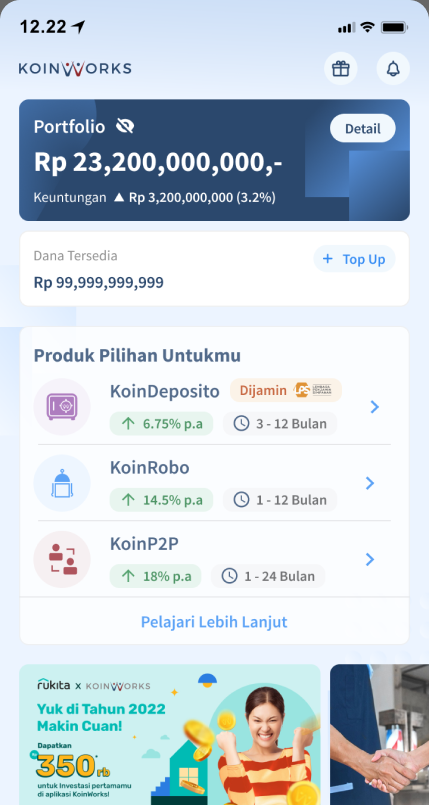 12.22
KOINWORKS
Portfolio
Detail
Rp 23,200,000,000,-
Keuntungan ▲ Rp 3,200,000,000 (3.2%)
Dana Tersedia
+ Top Up
Rp 99,999,999,999
Produk Pilihan Untukmu
KoinDeposito
Dijamin LPS
6.75% p.a
3 - 12 Bulan
KoinRobo
14.5% p.a
1 - 12 Bulan
KoinP2P
18% p.a
1 - 24 Bulan
Pelajari Lebih Lanjut
rukita x KOINWORKS
Yuk di Tahun 2022
Makin Cuan!
Dapatkan
350rb*
untuk Investasi pertamamu
di aplikasi KoinWorks!